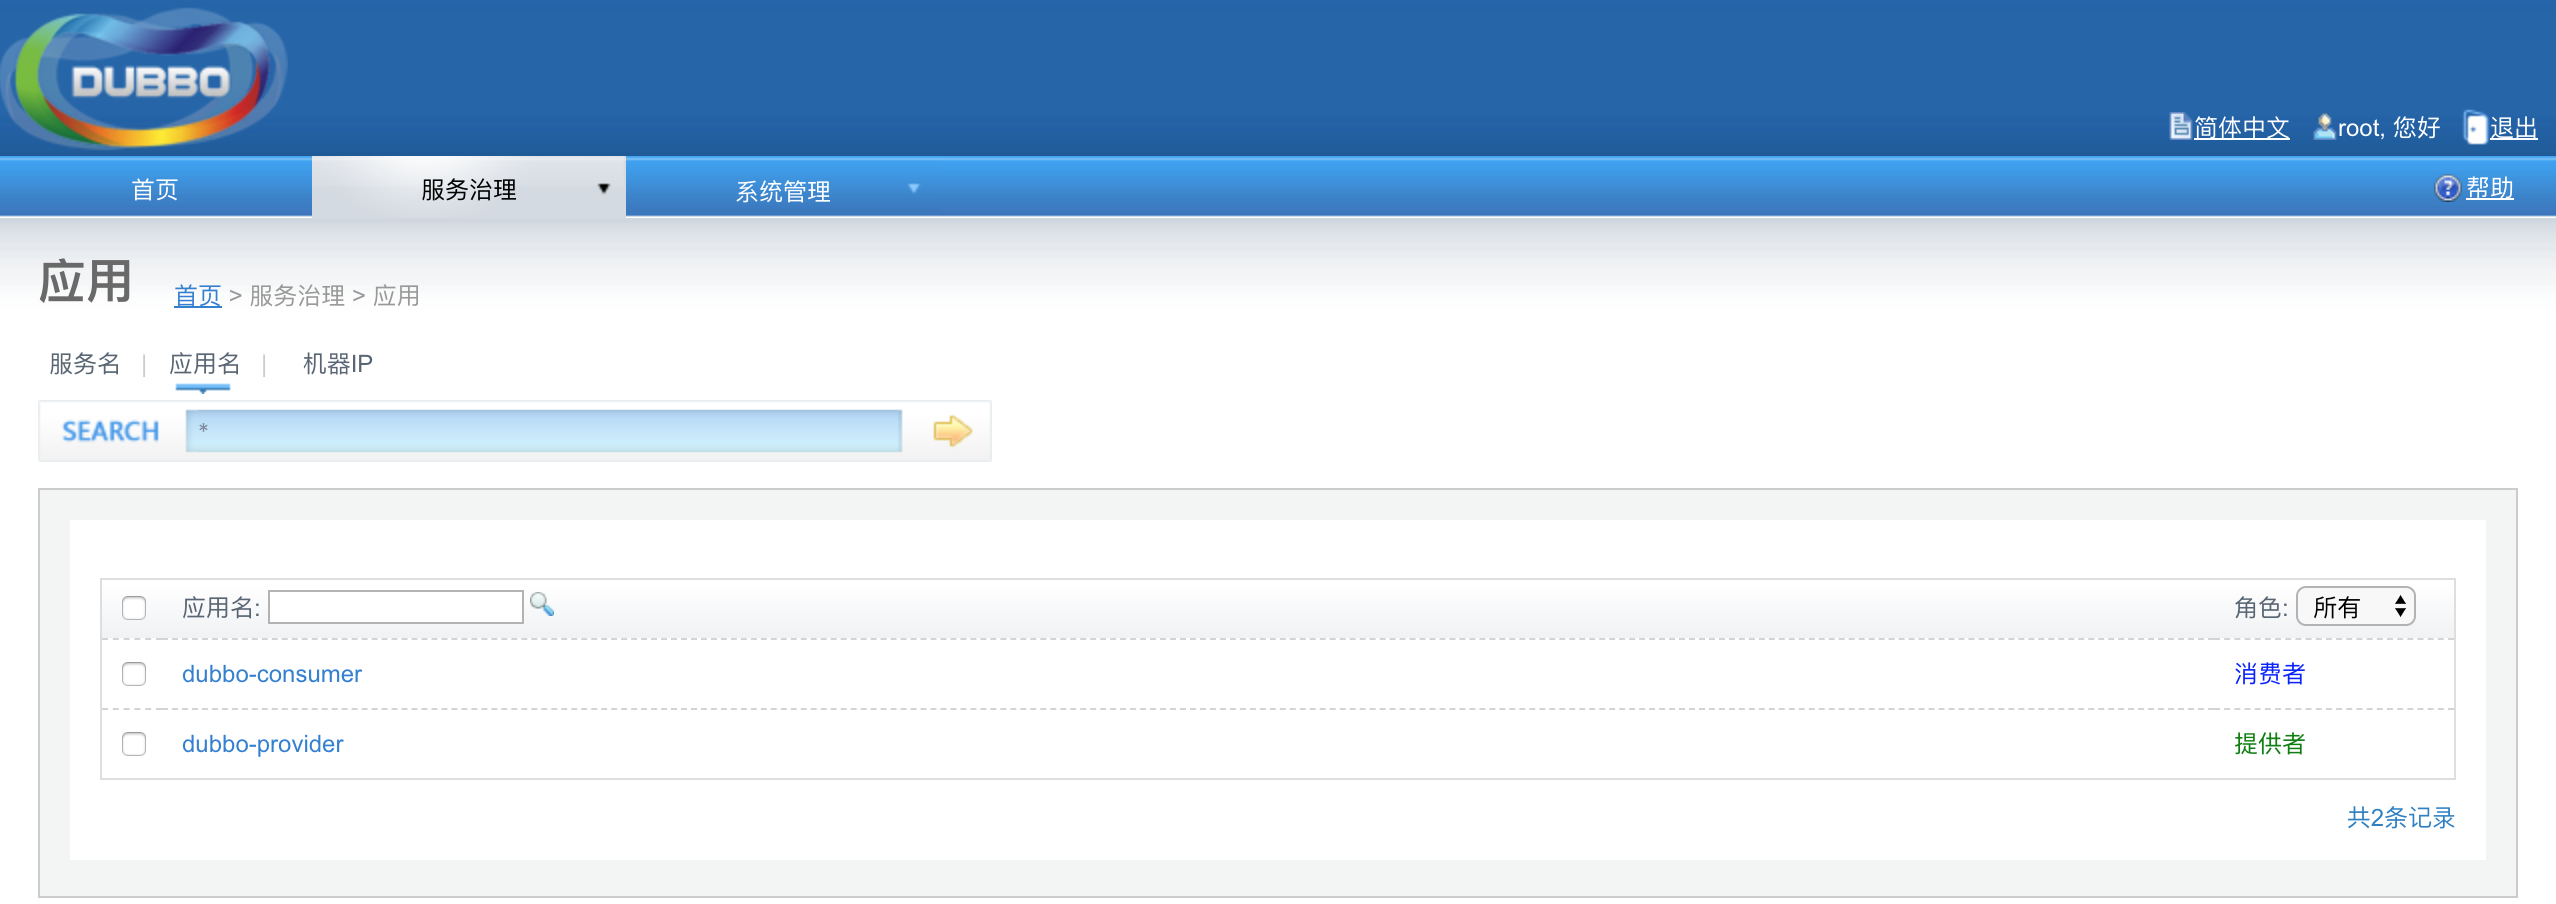 DUBBO
简体中文 root, 您好 退出
首页 服务治理 系统管理 帮助
应用 首页 > 服务治理 > 应用
服务名 | 应用名 | 机器IP
SEARCH *
应用名: 角色: 所有
dubbo-consumer 消费者
dubbo-provider 提供者
共2条记录